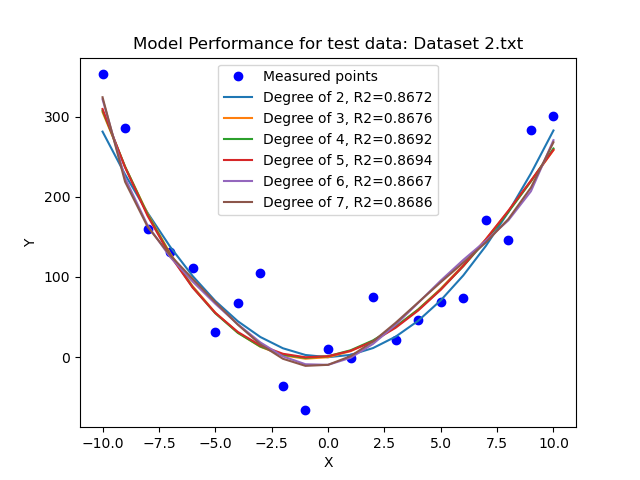 Model Performance for test data: Dataset 2.txt
Measured points
Degree of 2, R2=0.8672
Degree of 3, R2=0.8676
Degree of 4, R2=0.8692
Degree of 5, R2=0.8694
Degree of 6, R2=0.8667
Degree of 7, R2=0.8686
Y
300
200
100
0
−10.0 −7.5 −5.0 −2.5 0.0 2.5 5.0 7.5 10.0
X